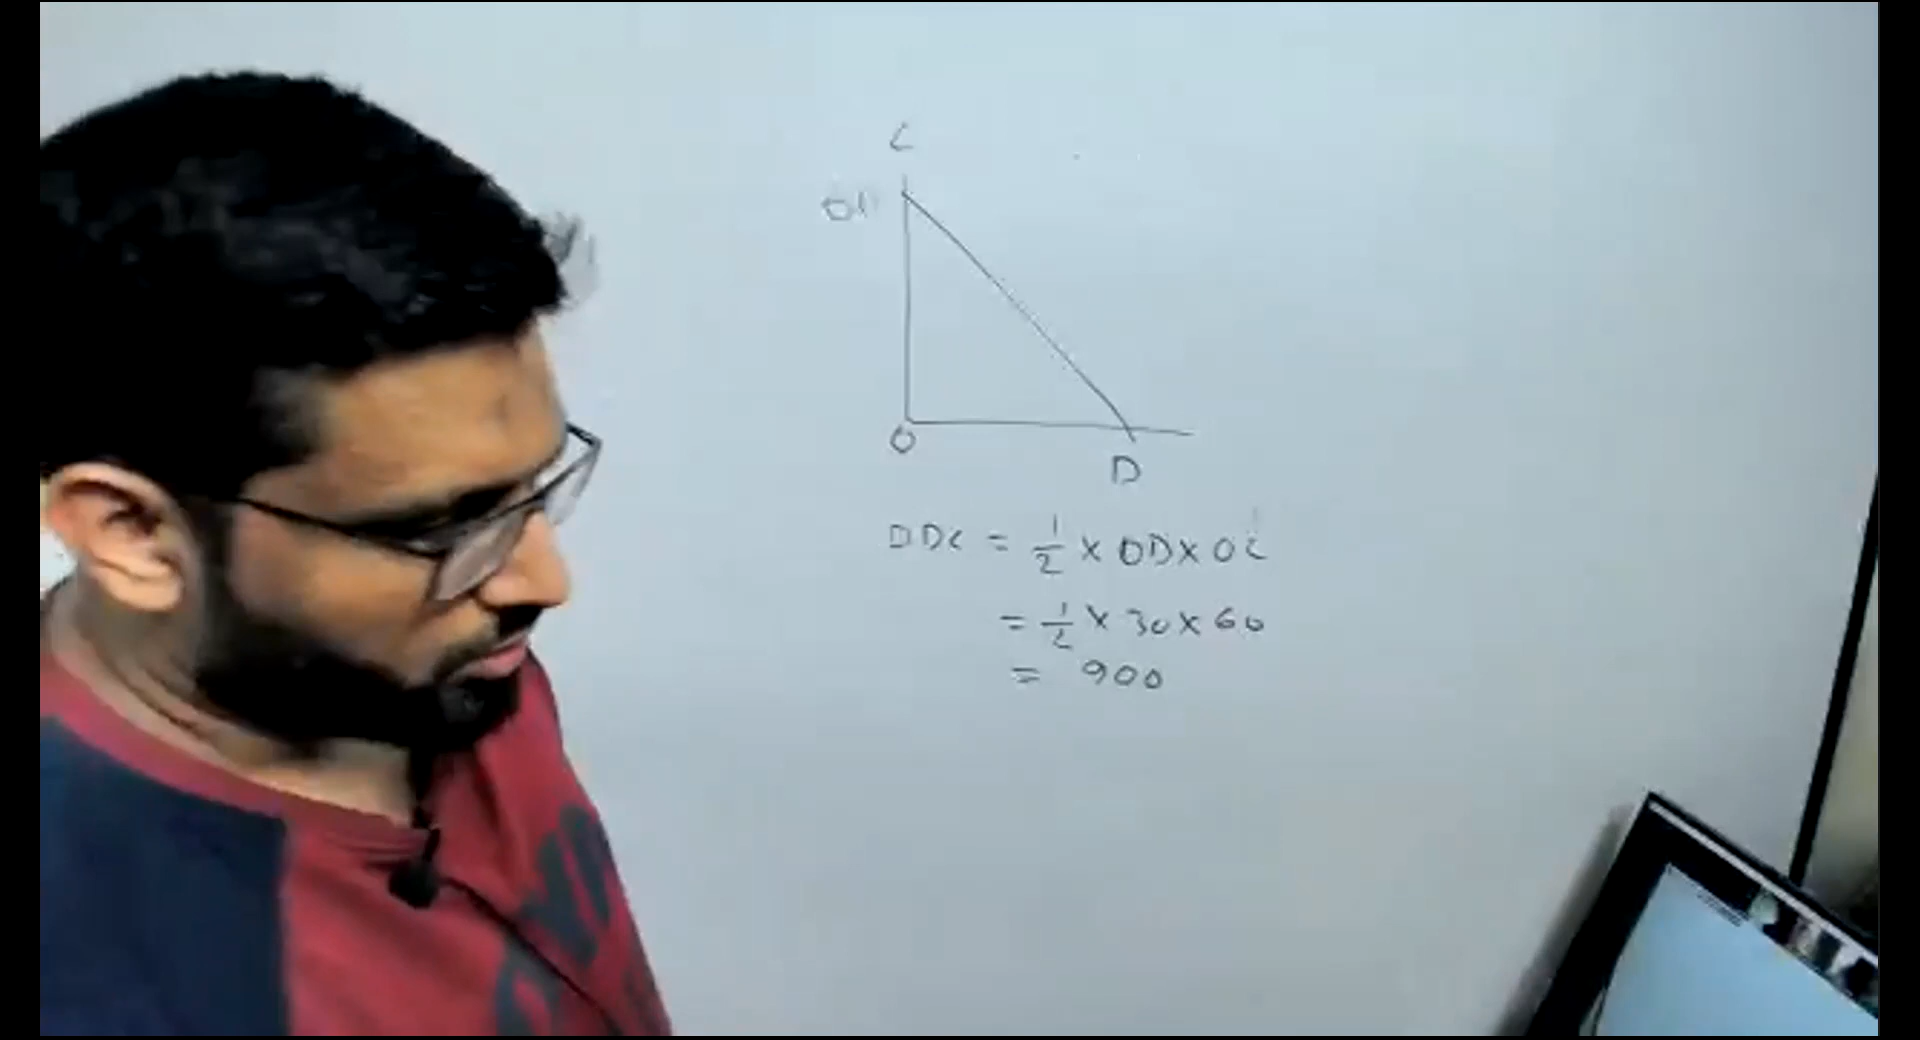 C
O
D
ODC = 1/2 × OD × OC
= 1/2 × 30 × 60
= 900